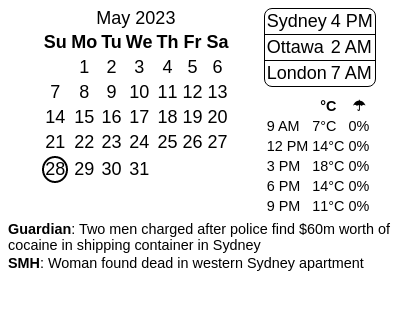 May 2023
Su Mo Tu We Th Fr Sa
1 2 3 4 5 6
7 8 9 10 11 12 13
14 15 16 17 18 19 20
21 22 23 24 25 26 27
28 29 30 31
Sydney 4 PM
Ottawa 2 AM
London 7 AM
°C ☂
9 AM 7°C 0%
12 PM 14°C 0%
3 PM 18°C 0%
6 PM 14°C 0%
9 PM 11°C 0%
Guardian: Two men charged after police find $60m worth of
cocaine in shipping container in Sydney
SMH: Woman found dead in western Sydney apartment